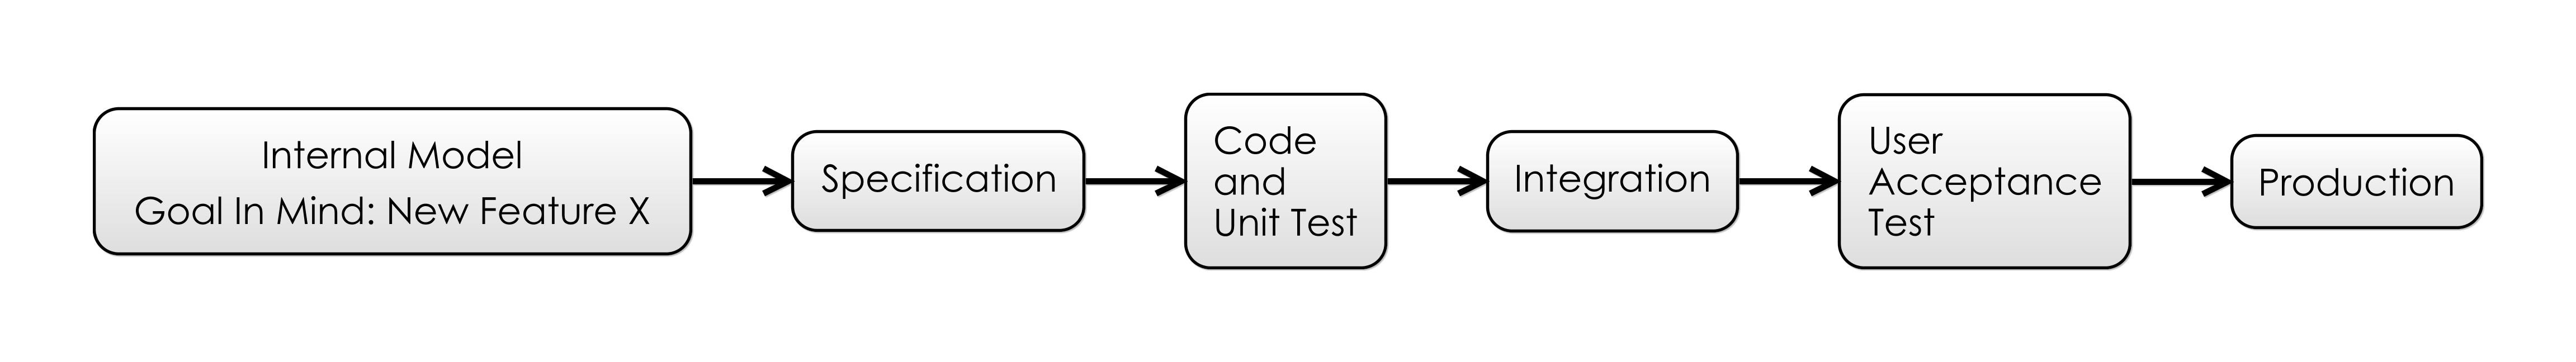 Internal Model
Goal In Mind: New Feature X
Specification
Code
and
Unit Test
Integration
User
Acceptance
Test
Production